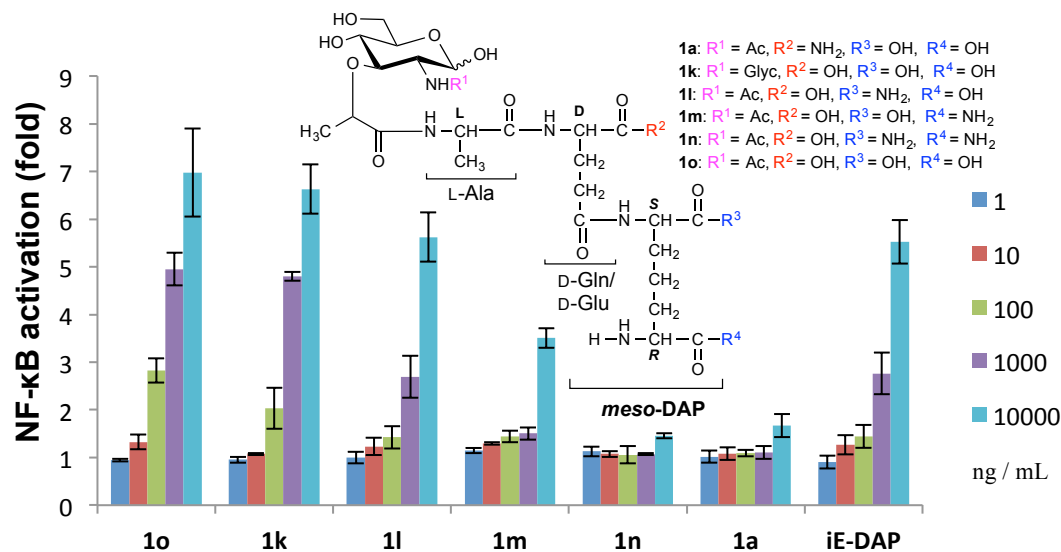 HO
HO
O
OH
O
NHR¹
H₃C
O
H
N
L
CH₃
O
H
N
D
O
R²
L-Ala
CH₂
CH₂
O
H
N
S
O
R³
D-Gln/
D-Glu
CH₂
CH₂
CH₂
H
H–N
R
R⁴
O
meso-DAP
1a: R¹ = Ac, R² = NH₂, R³ = OH, R⁴ = OH
1k: R¹ = Glyc, R² = OH, R³ = OH, R⁴ = OH
1l: R¹ = Ac, R² = OH, R³ = NH₂, R⁴ = OH
1m: R¹ = Ac, R² = OH, R³ = OH, R⁴ = NH₂
1n: R¹ = Ac, R² = OH, R³ = NH₂, R⁴ = NH₂
1o: R¹ = Ac, R² = OH, R³ = OH, R⁴ = OH
NF-κB activation (fold)
9
8
7
6
5
4
3
2
1
0
1o 1k 1l 1m 1n 1a iE-DAP
1
10
100
1000
10000
ng / mL